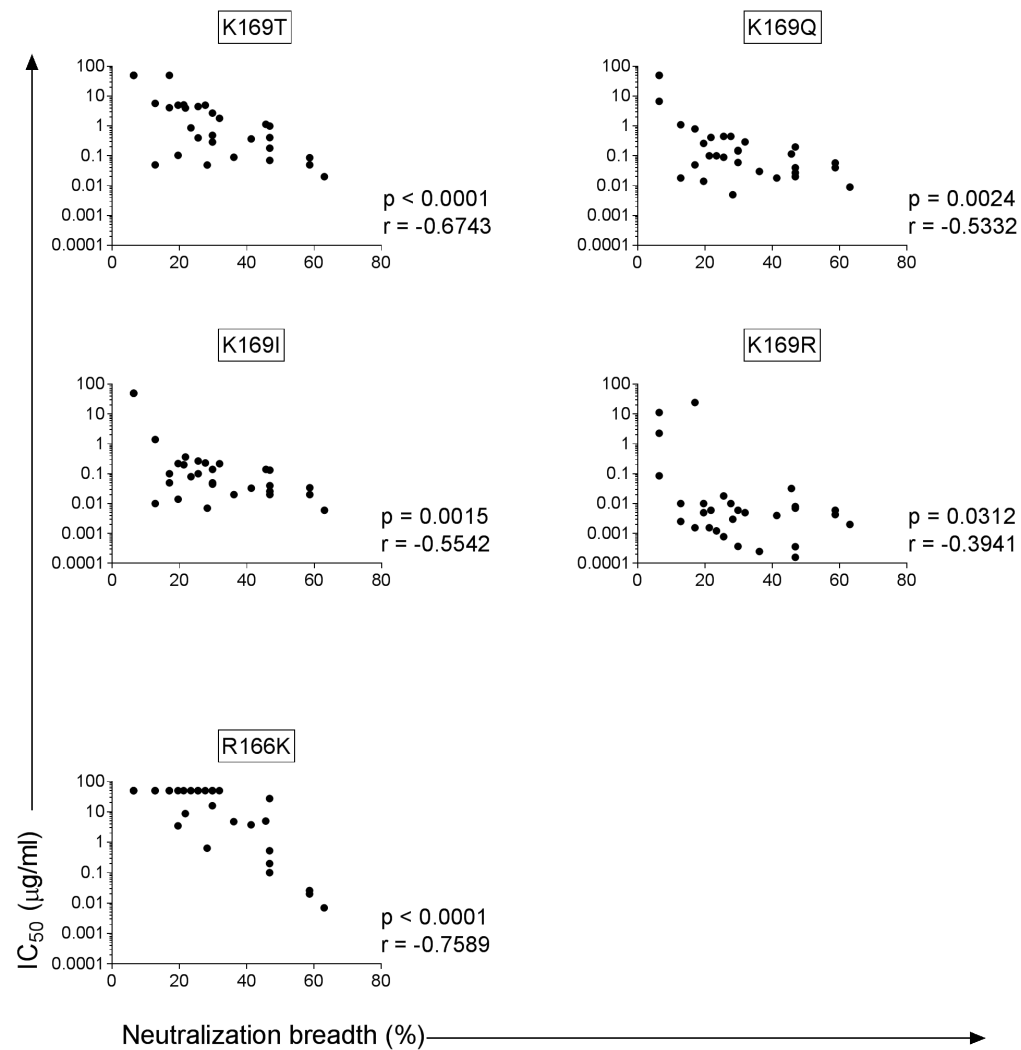 K169T
K169Q
100
10
1
0.1
0.01
0.001
0.0001
0 20 40 60 80
p < 0.0001
r = -0.6743
100
10
1
0.1
0.01
0.001
0.0001
0 20 40 60 80
p = 0.0024
r = -0.5332
K169I
K169R
100
10
1
0.1
0.01
0.001
0.0001
0 20 40 60 80
p = 0.0015
r = -0.5542
100
10
1
0.1
0.01
0.001
0.0001
0 20 40 60 80
p = 0.0312
r = -0.3941
R166K
100
10
1
0.1
0.01
0.001
0.0001
0 20 40 60 80
p < 0.0001
r = -0.7589
IC50 (µg/ml)
Neutralization breadth (%)